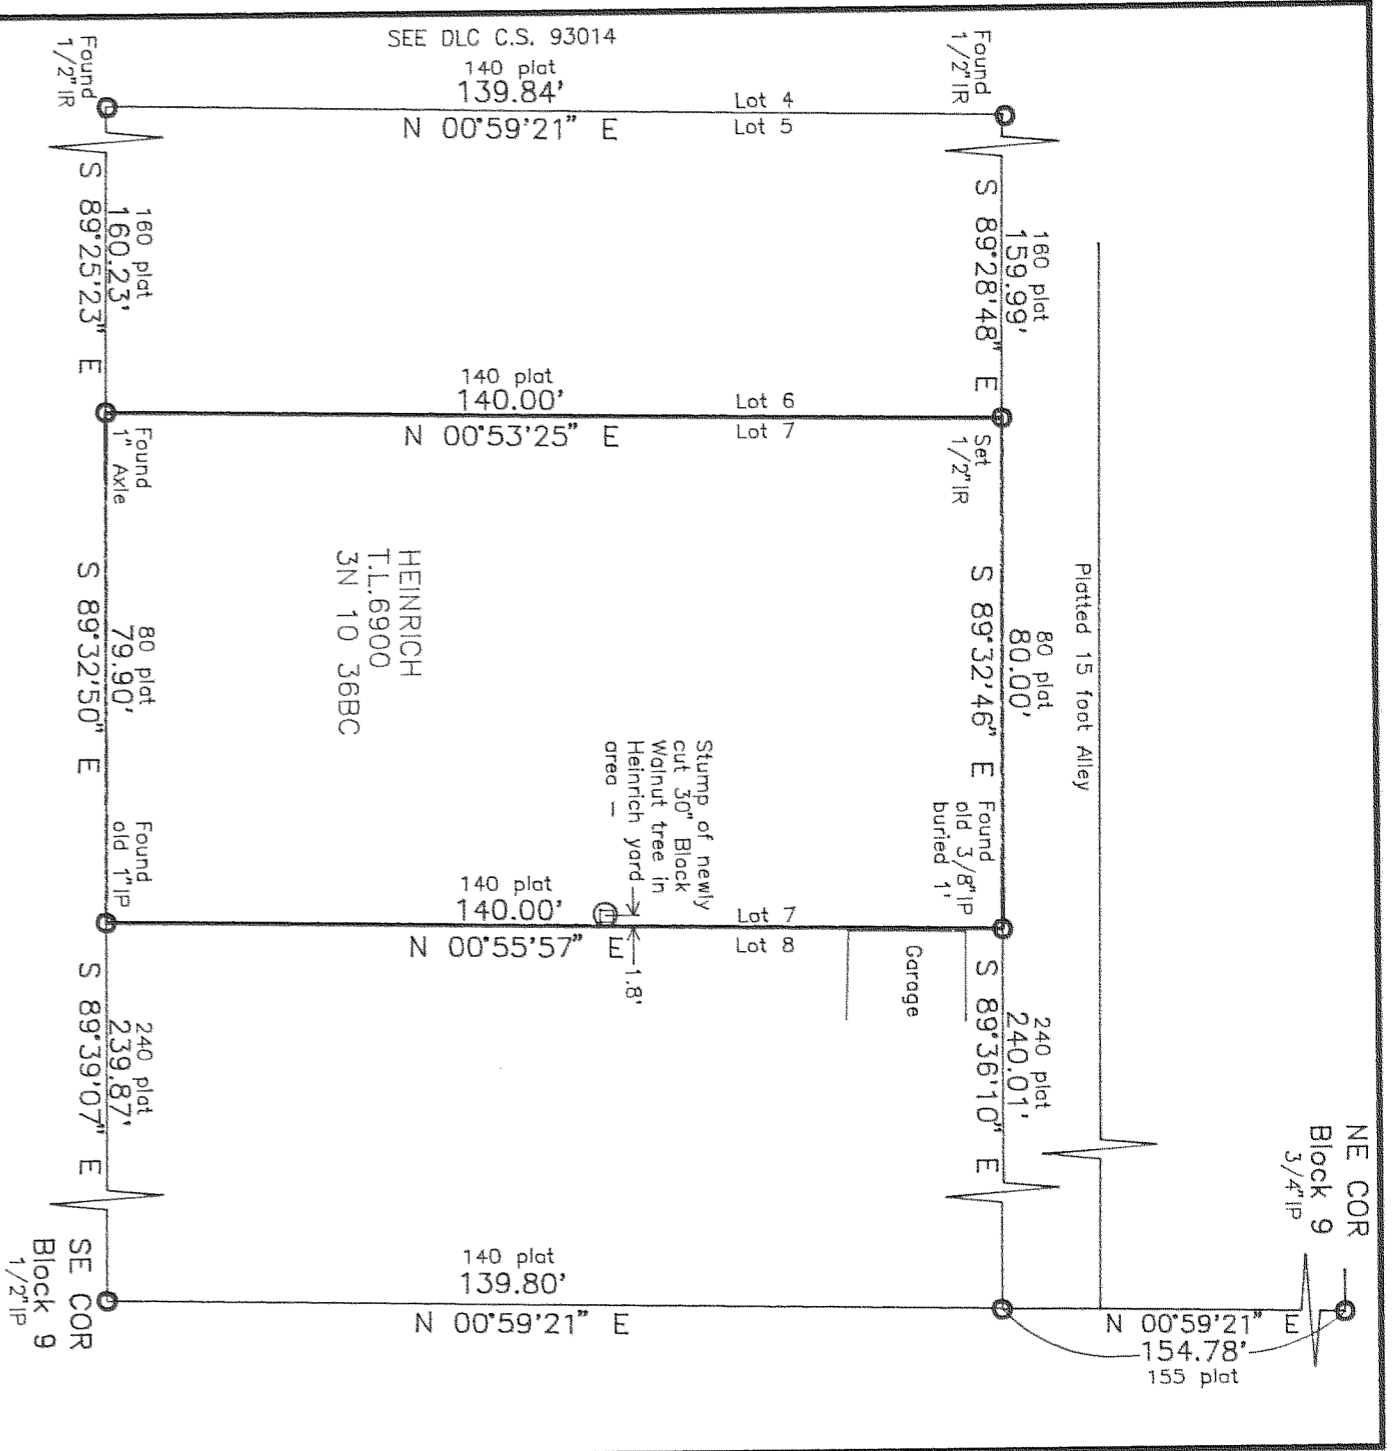 SEE DLC C.S. 93014
140 plat
139.84'
N 00°59'21" E
Lot 4
Lot 5
Found
1/2"IR
Found
1/2"IR
160 plat
160.23'
S 89°25'23" E
160 plat
159.99'
S 89°28'48" E
140 plat
140.00'
N 00°53'25" E
Lot 6
Lot 7
Found
1" Axle
Set
1/2"IR
Platted 15 foot Alley
HEINRICH
T.L.6900
3N 10 36BC
80 plat
79.90'
S 89°32'50" E
80 plat
80.00'
S 89°32'46" E
Stump of newly
cut 30" Black
Walnut tree in
Heinrich yard
area –
Found
old 3/8"IP
buried 1'
Found
old 1"IP
140 plat
140.00'
N 00°55'57" E
1.8'
Lot 7
Lot 8
Garage
240 plat
239.87'
S 89°39'07" E
240 plat
240.01'
S 89°36'10" E
NE COR
Block 9
3/4"IP
SE COR
Block 9
1/2"IP
140 plat
139.80'
N 00°59'21" E
N 00°59'21" E
154.78'
155 plat